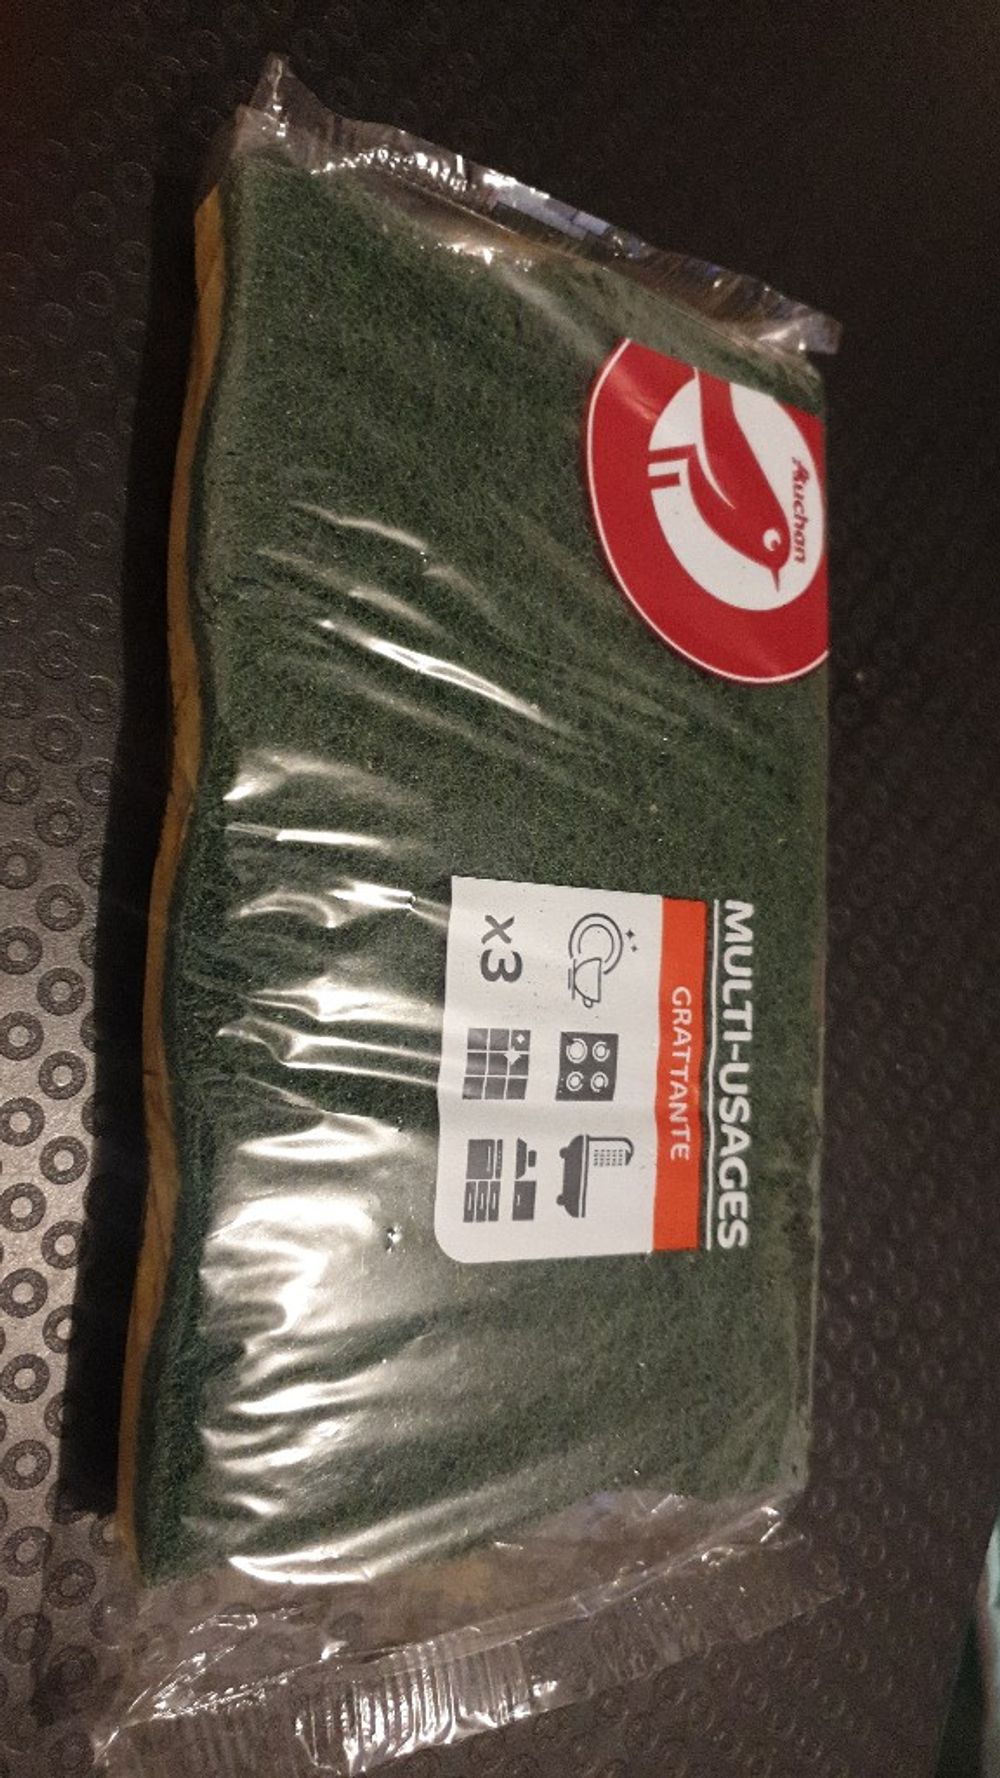 Auchan
MULTI-USAGES
GRATTANTE
x3